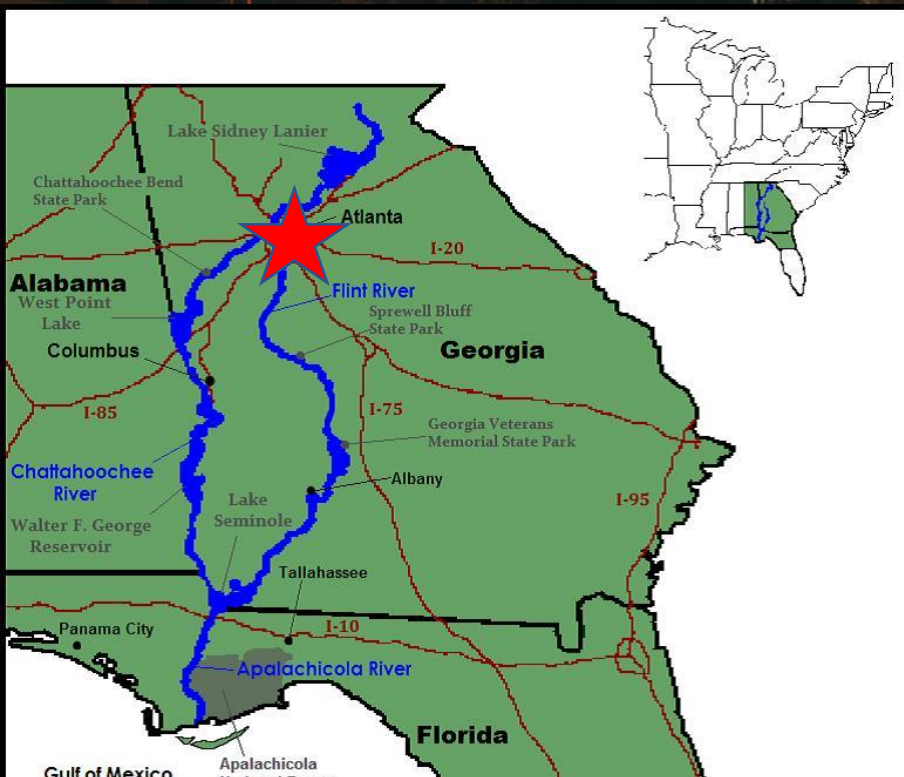 Lake Sidney Lanier
Chattahoochee Bend
State Park
Atlanta
I-20
Alabama
West Point
Lake
Flint River
Sprewell Bluff
State Park
Columbus
Georgia
I-85
I-75
Georgia Veterans
Memorial State Park
Chattahoochee
River
Albany
Lake
Seminole
I-95
Walter F. George
Reservoir
Tallahassee
Panama City
I-10
Apalachicola River
Florida
Apalachicola
Gulf of Mexico